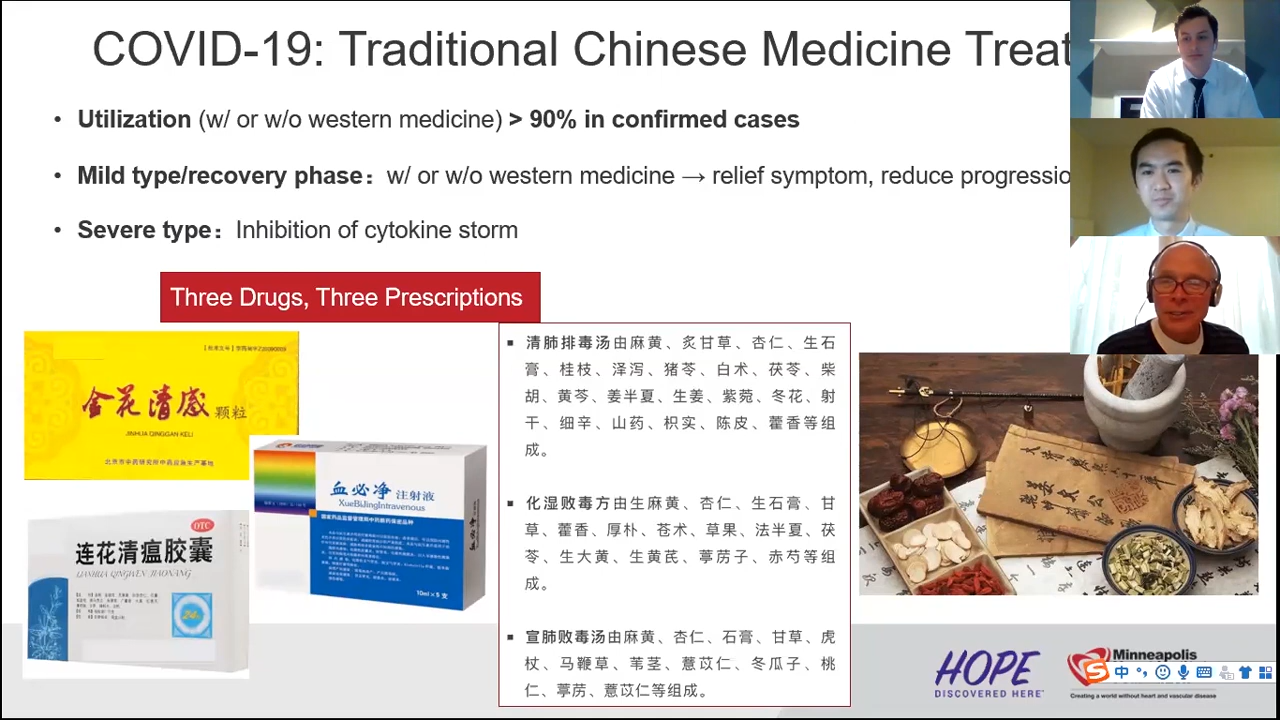 COVID-19: Traditional Chinese Medicine Treat
• Utilization (w/ or w/o western medicine) > 90% in confirmed cases
• Mild type/recovery phase：w/ or w/o western medicine → relief symptom, reduce progressio
• Severe type：Inhibition of cytokine storm
Three Drugs, Three Prescriptions
金花清感 颗粒
JINHUA QINGGAN KELI
血必净 注射液
XueBiJingIntravenous
10ml×5支
OTC
连花清瘟胶囊
LIANHUA QINGWEN JIAONANG
▪ 清肺排毒汤由麻黄、炙甘草、杏仁、生石
膏、桂枝、泽泻、猪苓、白术、茯苓、柴
胡、黄芩、姜半夏、生姜、紫菀、冬花、射
干、细辛、山药、枳实、陈皮、藿香等组
成。
▪ 化湿败毒方由生麻黄、杏仁、生石膏、甘
草、藿香、厚朴、苍术、草果、法半夏、茯
苓、生大黄、生黄芪、葶苈子、赤芍等组
成。
▪ 宣肺败毒汤由麻黄、杏仁、石膏、甘草、虎
杖、马鞭草、苇茎、薏苡仁、冬瓜子、桃
仁、葶苈、薏苡仁等组成。
HOPE
DISCOVERED HERE™
Minneapolis
中
Creating a world without heart and vascular disease